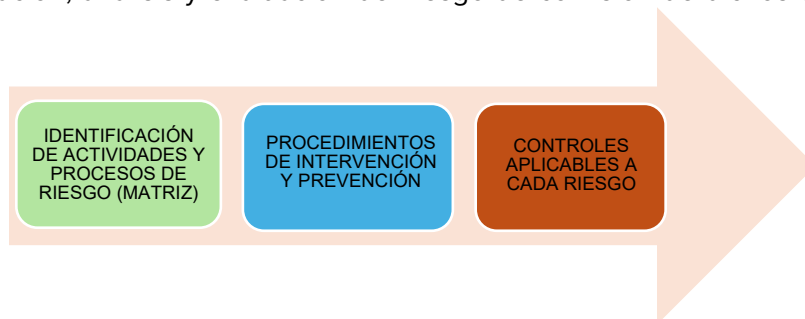 IDENTIFICACIÓN
DE ACTIVIDADES Y
PROCESOS DE
RIESGO (MATRIZ)
PROCEDIMIENTOS
DE INTERVENCIÓN
Y PREVENCIÓN
CONTROLES
APLICABLES A
CADA RIESGO